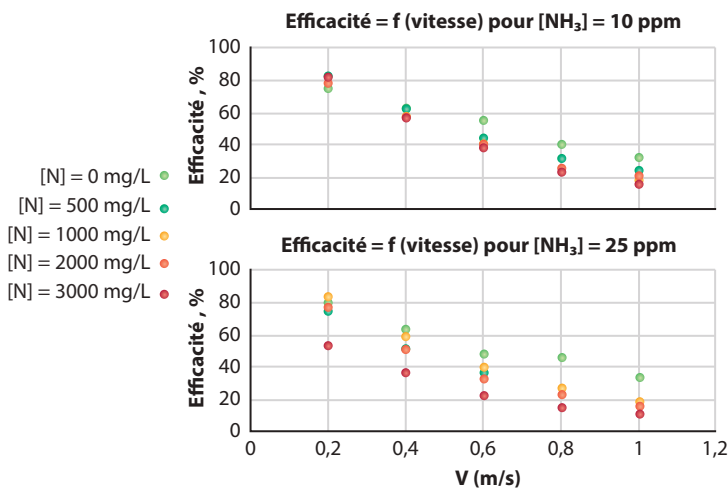 Efficacité = f (vitesse) pour [NH₃] = 10 ppm
100
80
60
40
20
0
Efficacité , %
[N] = 0 mg/L
[N] = 500 mg/L
[N] = 1000 mg/L
[N] = 2000 mg/L
[N] = 3000 mg/L
Efficacité = f (vitesse) pour [NH₃] = 25 ppm
100
80
60
40
20
0
Efficacité, %
0 0,2 0,4 0,6 0,8 1 1,2
V (m/s)